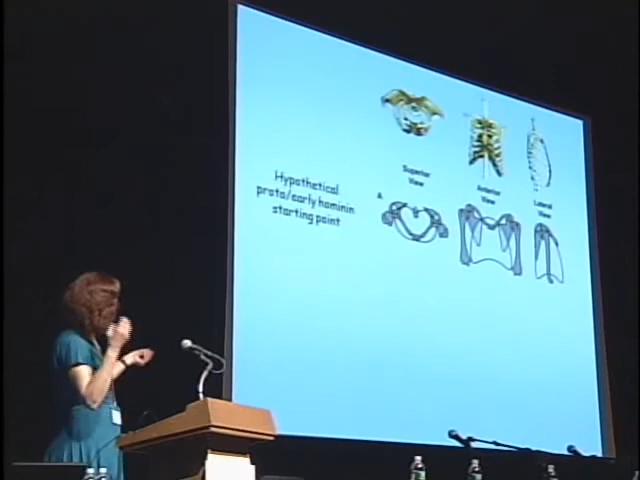 Superior
View
Anterior
View
Lateral
View
Hypothetical
proto/early hominin
starting point
A